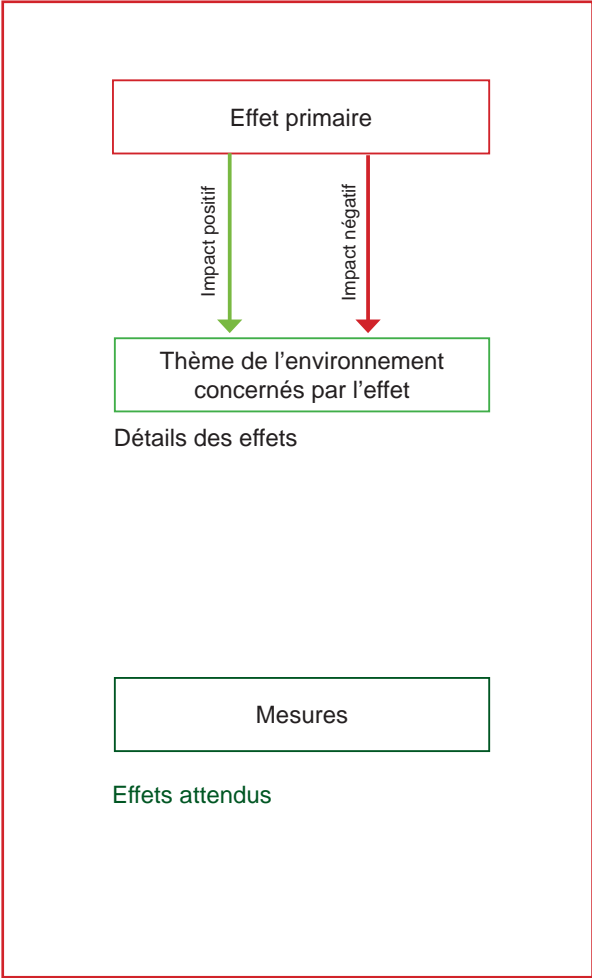 Effet primaire
Impact positif
Impact négatif
Thème de l’environnement
concernés par l’effet
Détails des effets
Mesures
Effets attendus